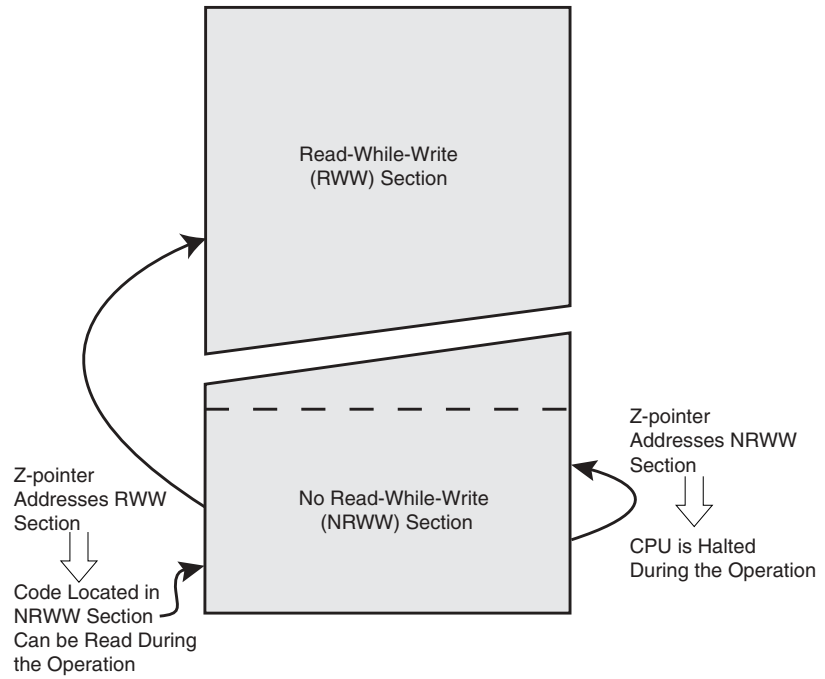 Read-While-Write
(RWW) Section
Z-pointer
Addresses NRWW
Section
Z-pointer
Addresses RWW
Section
No Read-While-Write
(NRWW) Section
CPU is Halted
During the Operation
Code Located in
NRWW Section
Can be Read During
the Operation